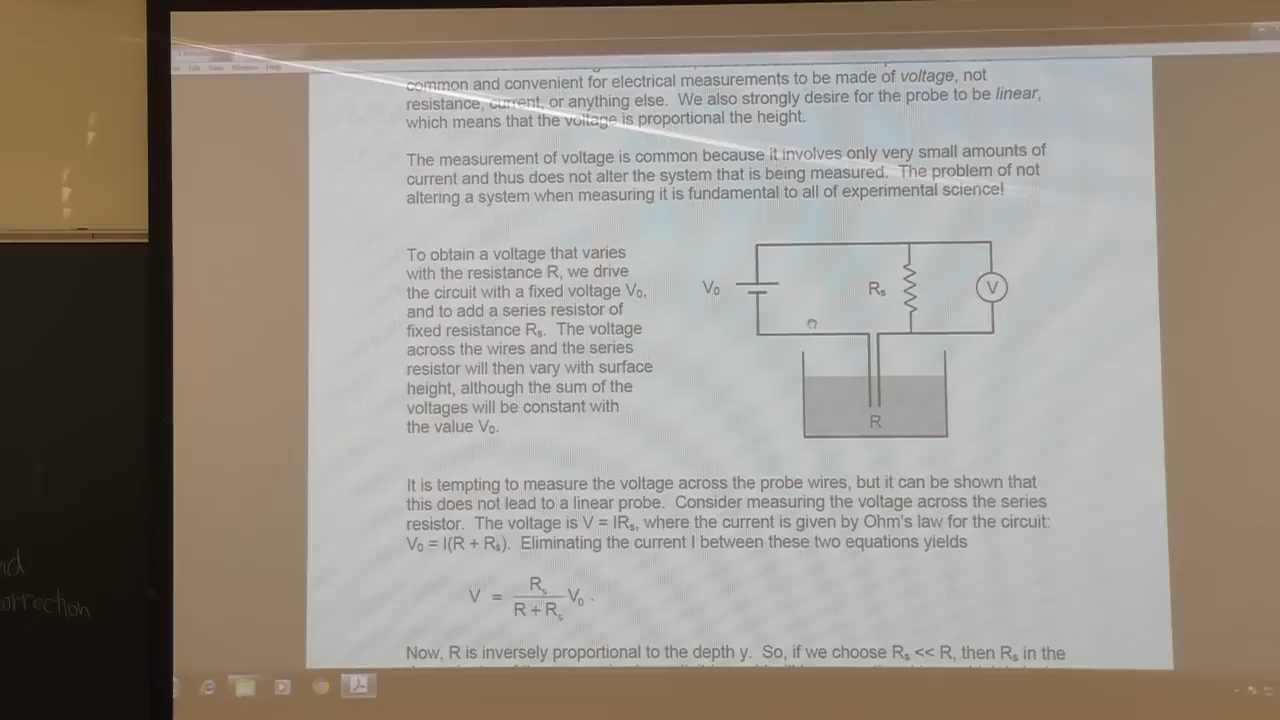 common and convenient for electrical measurements to be made of voltage, not
resistance, current, or anything else. We also strongly desire for the probe to be linear,
which means that the voltage is proportional the height.
The measurement of voltage is common because it involves only very small amounts of
current and thus does not alter the system that is being measured. The problem of not
altering a system when measuring it is fundamental to all of experimental science!
To obtain a voltage that varies
with the resistance R, we drive
the circuit with a fixed voltage V₀,
and to add a series resistor of
fixed resistance Rₛ. The voltage
across the wires and the series
resistor will then vary with surface
height, although the sum of the
voltages will be constant with
the value V₀.
V₀
Rₛ
V
R
It is tempting to measure the voltage across the probe wires, but it can be shown that
this does not lead to a linear probe. Consider measuring the voltage across the series
resistor. The voltage is V = IRₛ, where the current is given by Ohm's law for the circuit:
V₀ = I(R + Rₛ). Eliminating the current I between these two equations yields
V = Rₛ / (R + Rₛ) V₀ .
Now, R is inversely proportional to the depth y. So, if we choose Rₛ << R, then Rₛ in the
nd
orrection